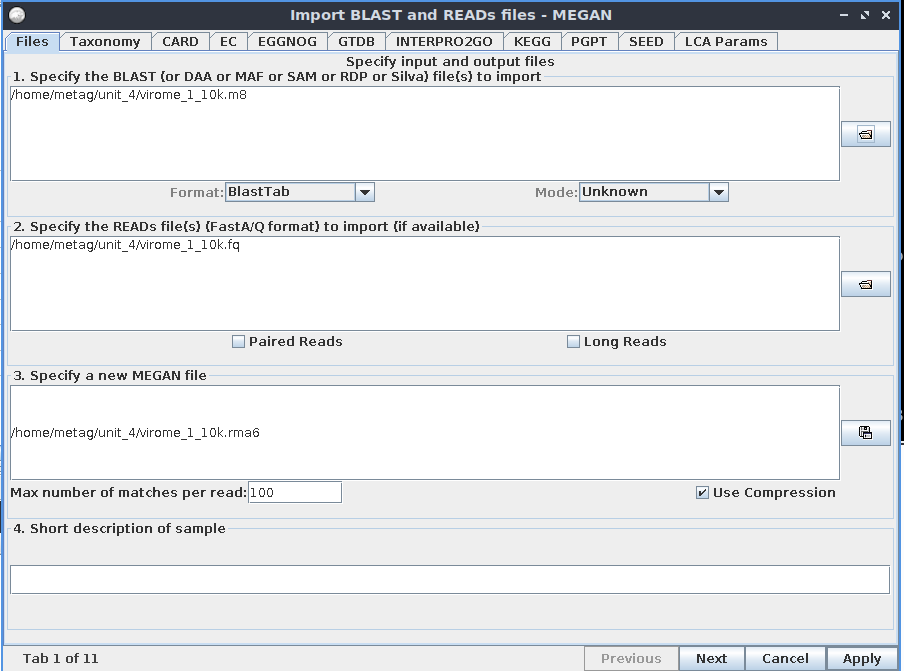 Import BLAST and READs files - MEGAN
Files Taxonomy CARD EC EGGNOG GTDB INTERPRO2GO KEGG PGPT SEED LCA Params
Specify input and output files
1. Specify the BLAST (or DAA or MAF or SAM or RDP or Silva) file(s) to import
/home/metag/unit_4/virome_1_10k.m8
Format: BlastTab Mode: Unknown
2. Specify the READs file(s) (FastA/Q format) to import (if available)
/home/metag/unit_4/virome_1_10k.fq
Paired Reads Long Reads
3. Specify a new MEGAN file
/home/metag/unit_4/virome_1_10k.rma6
Max number of matches per read: 100 Use Compression
4. Short description of sample
Tab 1 of 11 Previous Next Cancel Apply